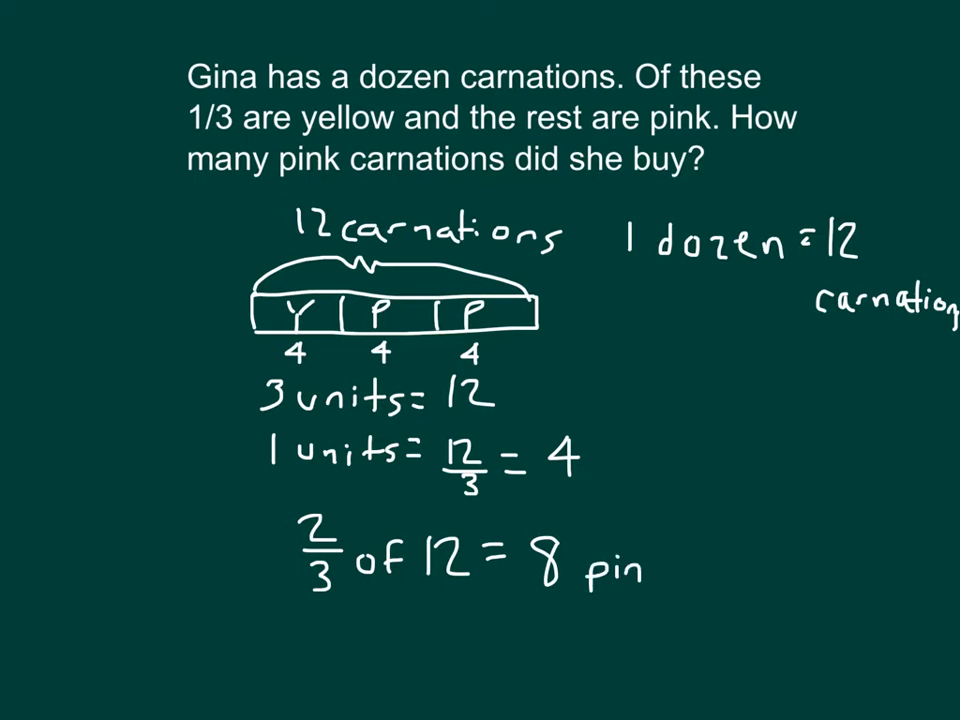 Gina has a dozen carnations. Of these
1/3 are yellow and the rest are pink. How
many pink carnations did she buy?
12 carnations
1 dozen = 12
carnation
Y P P
4 4 4
3 units = 12
1 units = 12/3 = 4
2/3 of 12 = 8 pin